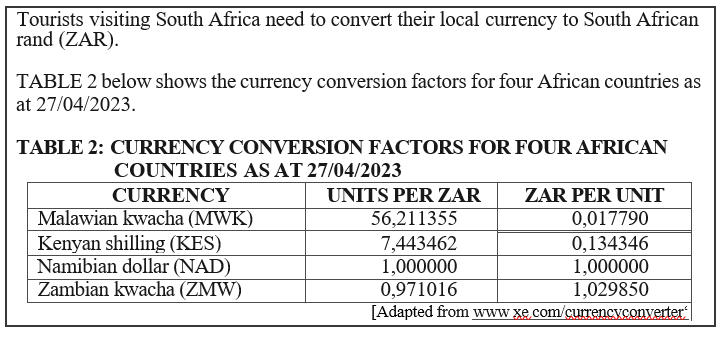 Tourists visiting South Africa need to convert their local currency to South African
rand (ZAR).
TABLE 2 below shows the currency conversion factors for four African countries as
at 27/04/2023.
TABLE 2: CURRENCY CONVERSION FACTORS FOR FOUR AFRICAN
COUNTRIES AS AT 27/04/2023
CURRENCY UNITS PER ZAR ZAR PER UNIT
Malawian kwacha (MWK) 56,211355 0,017790
Kenyan shilling (KES) 7,443462 0,134346
Namibian dollar (NAD) 1,000000 1,000000
Zambian kwacha (ZMW) 0,971016 1,029850
[Adapted from www xe.com/currencyconverter‘